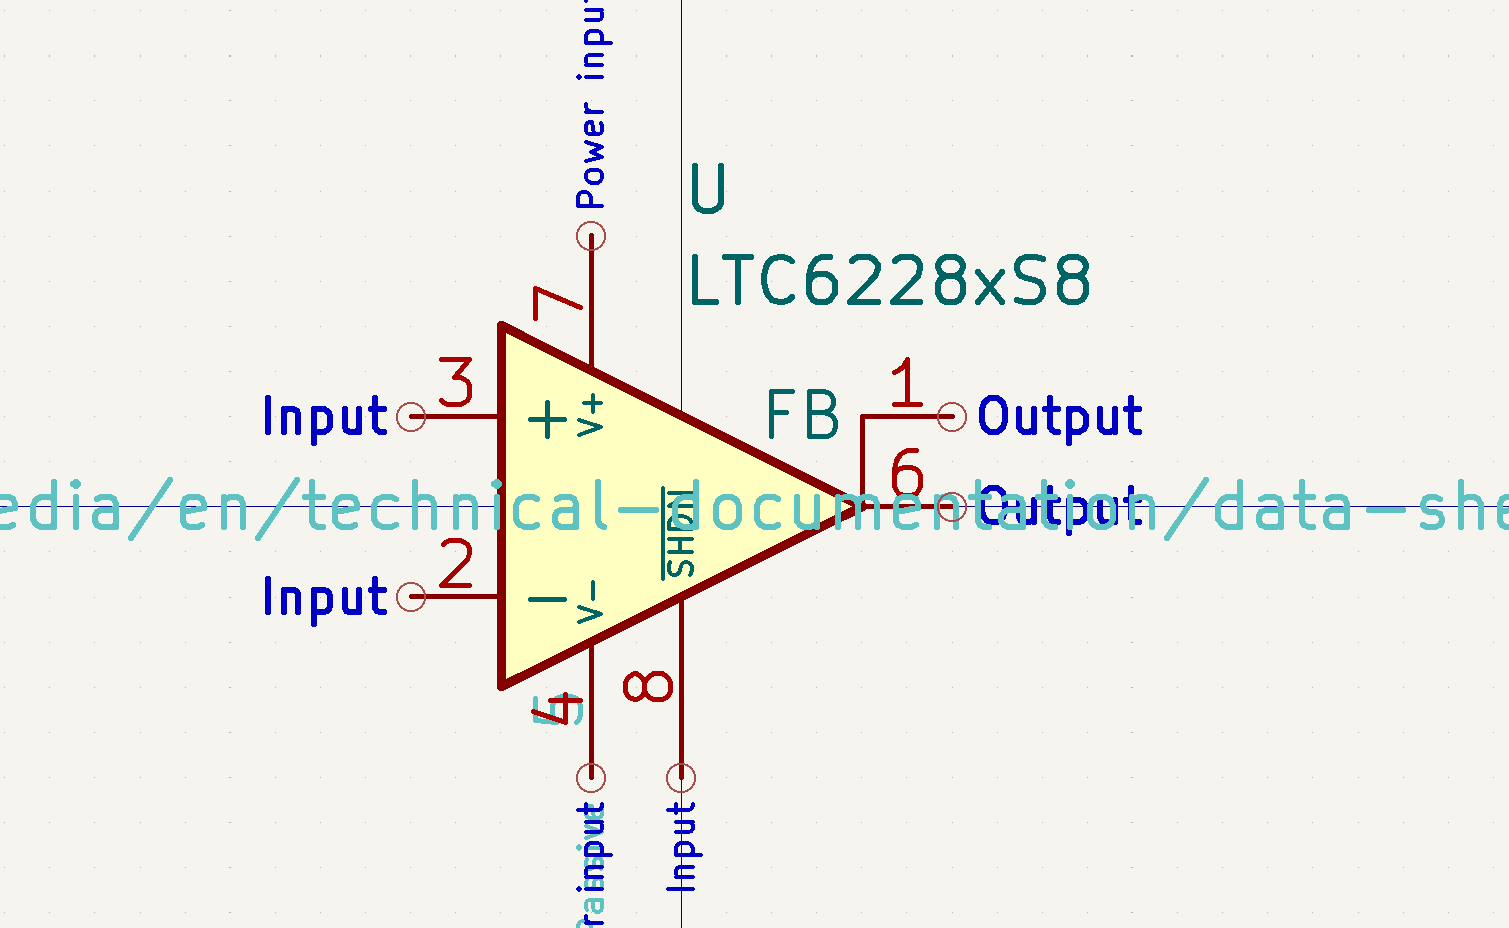 Power input
U
LTC6228xS8
7
3
1
Input
+
V+
FB
Output
6
edia/en/technical-documentation/data-she
Output
SHDN
2
Input
−
V-
4
5
8
input
Passive
Input